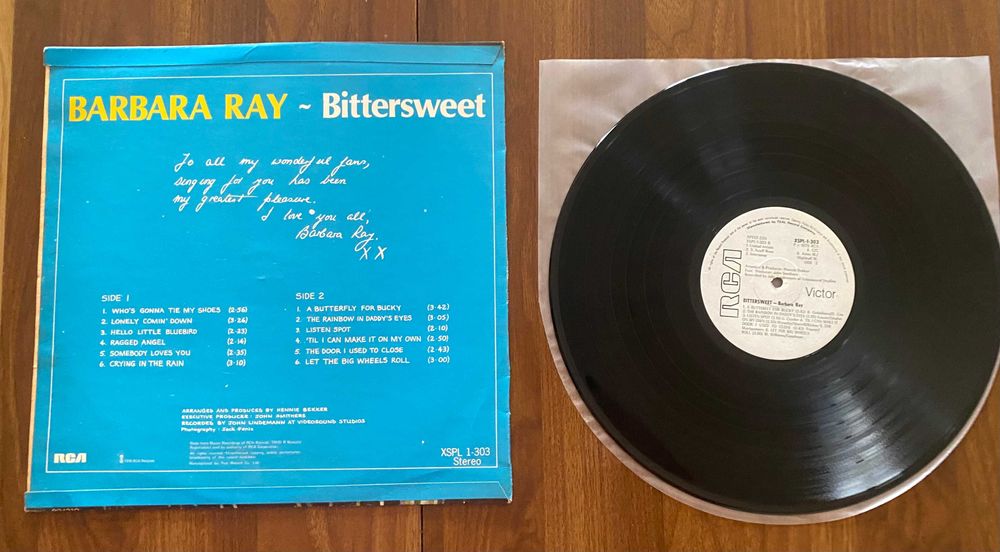 BARBARA RAY ~ Bittersweet
To all my wonderful fans,
singing for you has been
my greatest pleasure.
I love you all,
Barbara Ray.
XX
SIDE 1
1. WHO'S GONNA TIE MY SHOES (2·56)
2. LONELY COMIN' DOWN (3·26)
3. HELLO LITTLE BLUEBIRD (2·23)
4. RAGGED ANGEL (2·14)
5. SOMEBODY LOVES YOU (2·35)
6. CRYING IN THE RAIN (3·10)
SIDE 2
1. A BUTTERFLY FOR BUCKY (3·42)
2. THE RAINBOW IN DADDY'S EYES (3·05)
3. LISTEN SPOT (2·10)
4. 'TIL I CAN MAKE IT ON MY OWN (2·50)
5. THE DOOR I USED TO CLOSE (2·43)
6. LET THE BIG WHEELS ROLL (3·00)
ARRANGED AND PRODUCED BY HENNIE BEKKER
EXECUTIVE PRODUCER: JOHN SMITHERS
RECORDED BY JOHN LINDEMANN AT VIDEOSOUND STUDIOS
Photography: Jack
RCA
XSPL 1-303
Stereo
XSPL-1-303
SIDE 2
RCA
Victor
BITTERSWEET — Barbara Ray